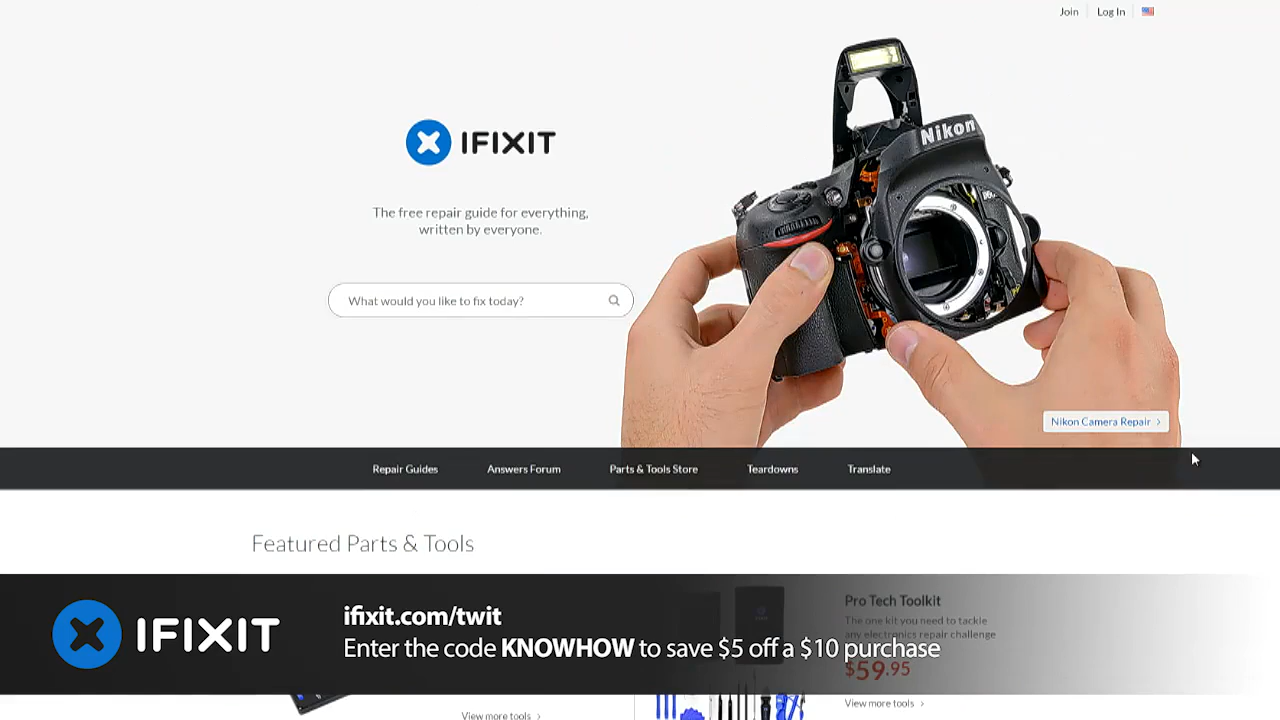 Join
Log In
IFIXIT
The free repair guide for everything,
written by everyone.
What would you like to fix today?
Nikon
Nikon Camera Repair >
Repair Guides
Answers Forum
Parts & Tools Store
Teardowns
Translate
Featured Parts & Tools
Pro Tech Toolkit
The one kit you need to tackle
any electronics repair challenge
$59.95
View more tools >
View more tools >
IFIXIT
ifixit.com/twit
Enter the code KNOWHOW to save $5 off a $10 purchase